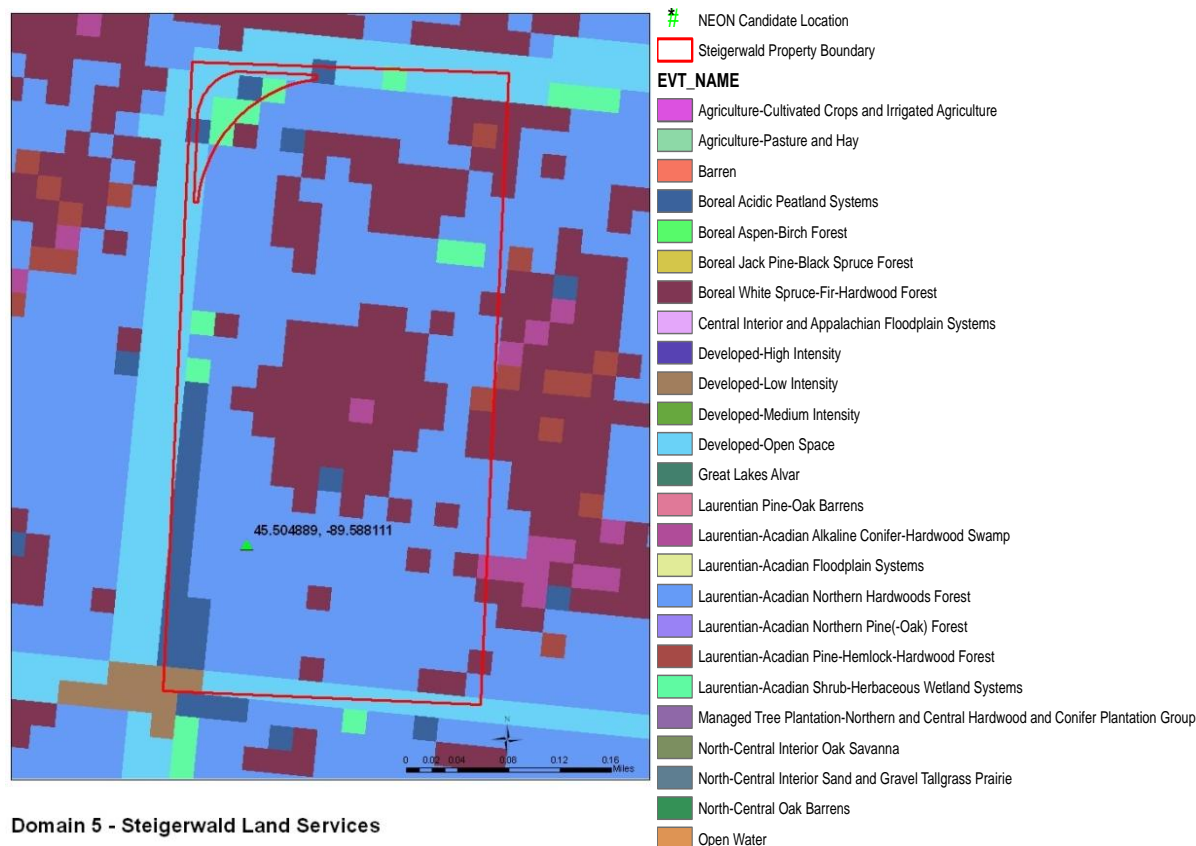 45.504889, -89.588111
N
0 0.02 0.04 0.08 0.12 0.16
Miles
Domain 5 - Steigerwald Land Services
NEON Candidate Location
Steigerwald Property Boundary
EVT_NAME
Agriculture-Cultivated Crops and Irrigated Agriculture
Agriculture-Pasture and Hay
Barren
Boreal Acidic Peatland Systems
Boreal Aspen-Birch Forest
Boreal Jack Pine-Black Spruce Forest
Boreal White Spruce-Fir-Hardwood Forest
Central Interior and Appalachian Floodplain Systems
Developed-High Intensity
Developed-Low Intensity
Developed-Medium Intensity
Developed-Open Space
Great Lakes Alvar
Laurentian Pine-Oak Barrens
Laurentian-Acadian Alkaline Conifer-Hardwood Swamp
Laurentian-Acadian Floodplain Systems
Laurentian-Acadian Northern Hardwoods Forest
Laurentian-Acadian Northern Pine(-Oak) Forest
Laurentian-Acadian Pine-Hemlock-Hardwood Forest
Laurentian-Acadian Shrub-Herbaceous Wetland Systems
Managed Tree Plantation-Northern and Central Hardwood and Conifer Plantation Group
North-Central Interior Oak Savanna
North-Central Interior Sand and Gravel Tallgrass Prairie
North-Central Oak Barrens
Open Water